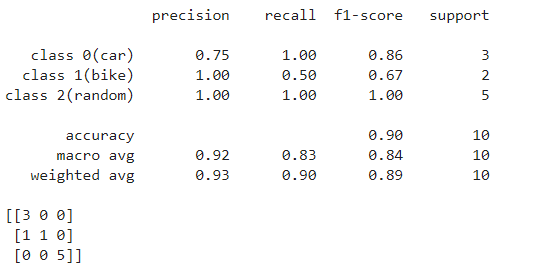 precision recall f1-score support
class 0(car) 0.75 1.00 0.86 3
class 1(bike) 1.00 0.50 0.67 2
class 2(random) 1.00 1.00 1.00 5
accuracy 0.90 10
macro avg 0.92 0.83 0.84 10
weighted avg 0.93 0.90 0.89 10
[[3 0 0]
[1 1 0]
[0 0 5]]